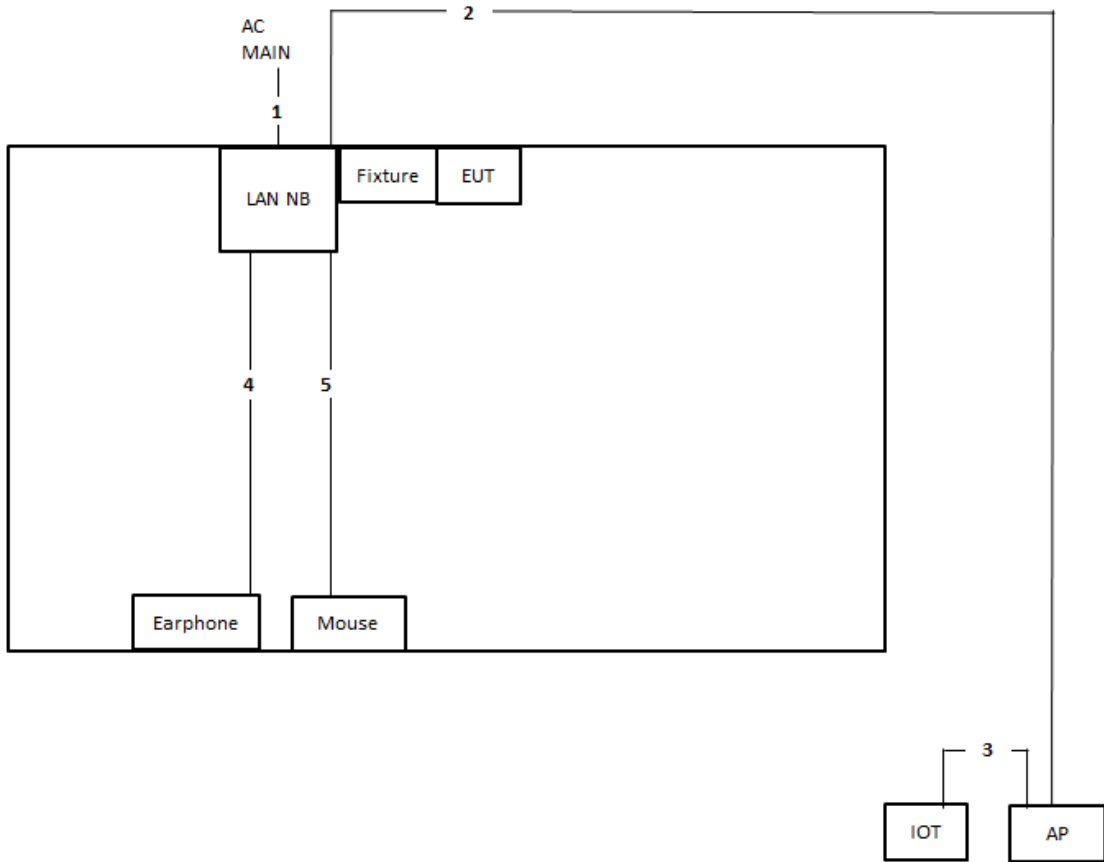 2
AC
MAIN
1
LAN NB
Fixture
EUT
4
5
Earphone
Mouse
3
IOT
AP